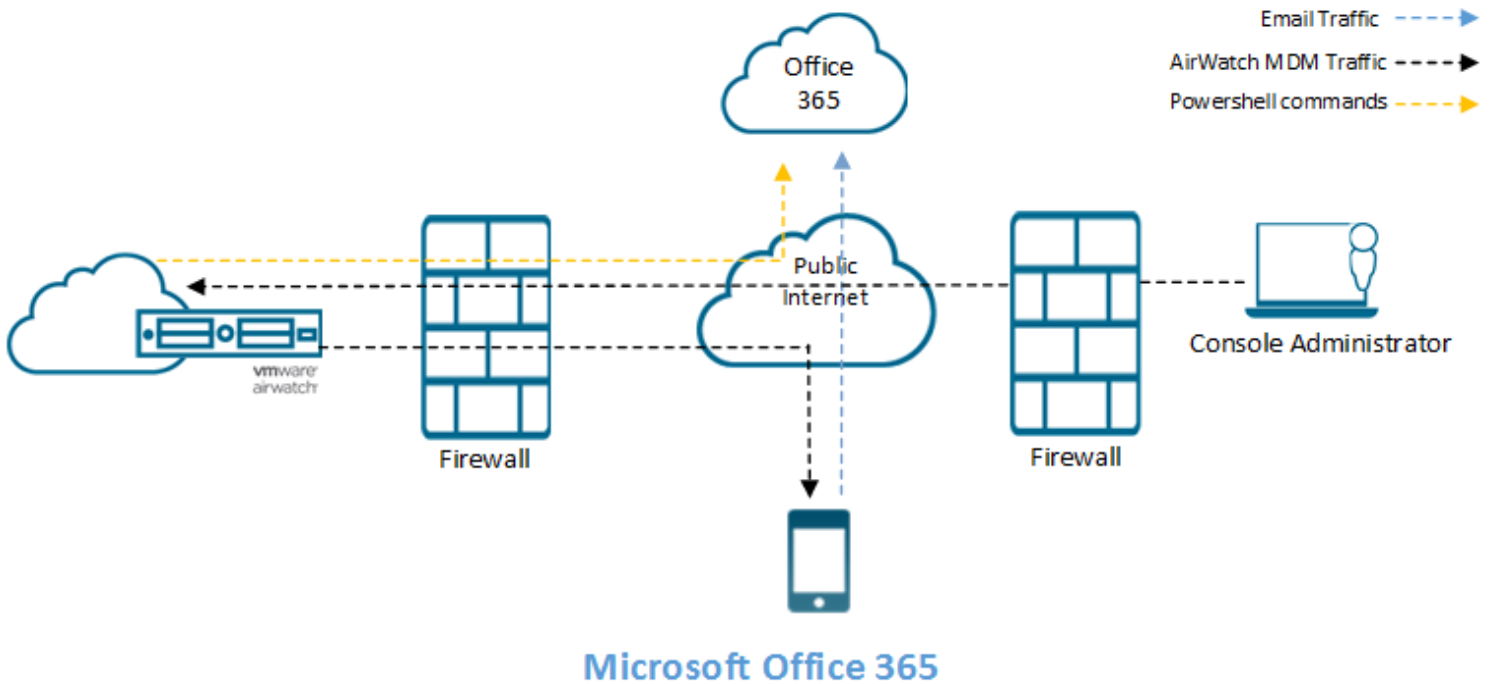 Email Traffic
Office
365
AirWatch MDM Traffic
Powershell commands
Public
Internet
Console Administrator
vmware
airwatch
Firewall
Firewall
Microsoft Office 365